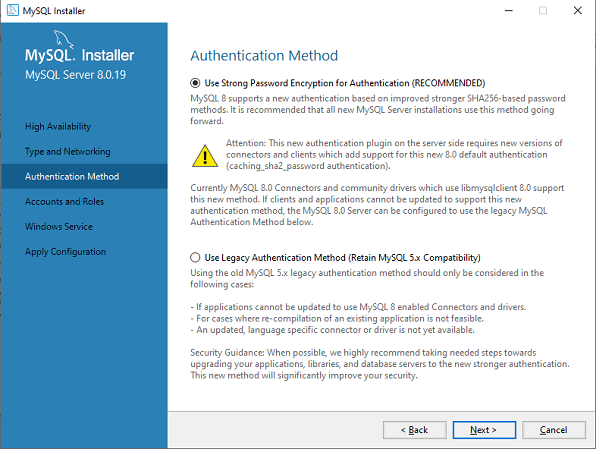 MySQL Installer
MySQL. Installer
MySQL Server 8.0.19
High Availability
Type and Networking
Authentication Method
Accounts and Roles
Windows Service
Apply Configuration
Authentication Method
Use Strong Password Encryption for Authentication (RECOMMENDED)
MySQL 8 supports a new authentication based on improved stronger SHA256-based password
methods. It is recommended that all new MySQL Server installations use this method going
forward.
Attention: This new authentication plugin on the server side requires new versions of
connectors and clients which add support for this new 8.0 default authentication
(caching_sha2_password authentication).
Currently MySQL 8.0 Connectors and community drivers which use libmysqlclient 8.0 support
this new method. If clients and applications cannot be updated to support this new
authentication method, the MySQL 8.0 Server can be configured to use the legacy MySQL
Authentication Method below.
Use Legacy Authentication Method (Retain MySQL 5.x Compatibility)
Using the old MySQL 5.x legacy authentication method should only be considered in the
following cases:
- If applications cannot be updated to use MySQL 8 enabled Connectors and drivers.
- For cases where re-compilation of an existing application is not feasible.
- An updated, language specific connector or driver is not yet available.
Security Guidance: When possible, we highly recommend taking needed steps towards
upgrading your applications, libraries, and database servers to the new stronger authentication.
This new method will significantly improve your security.
< Back
Next >
Cancel